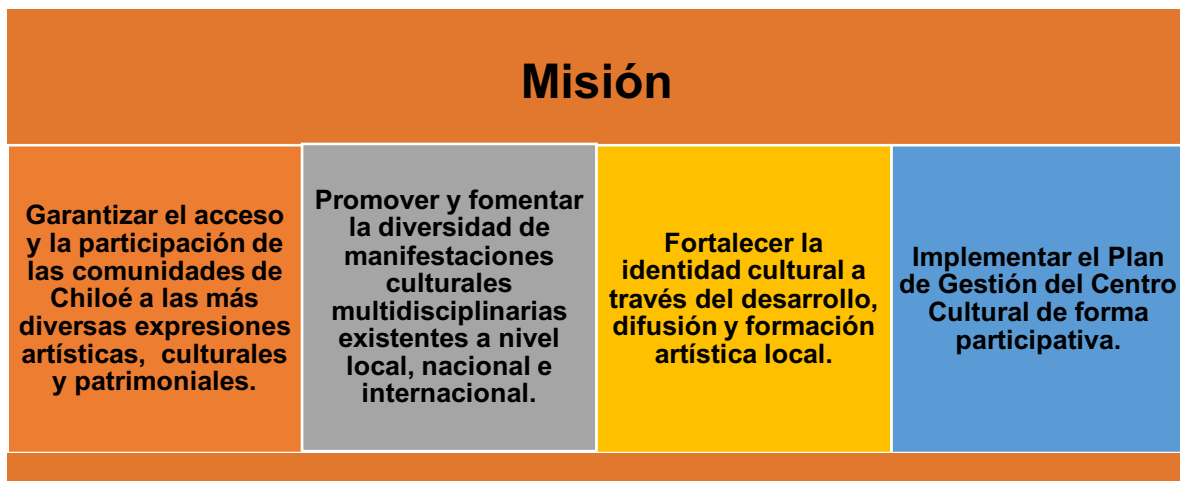 Misión
Garantizar el acceso
y la participación de
las comunidades de
Chiloé a las más
diversas expresiones
artísticas, culturales
y patrimoniales.
Promover y fomentar
la diversidad de
manifestaciones
culturales
multidisciplinarias
existentes a nivel
local, nacional e
internacional.
Fortalecer la
identidad cultural a
través del desarrollo,
difusión y formación
artística local.
Implementar el Plan
de Gestión del Centro
Cultural de forma
participativa.